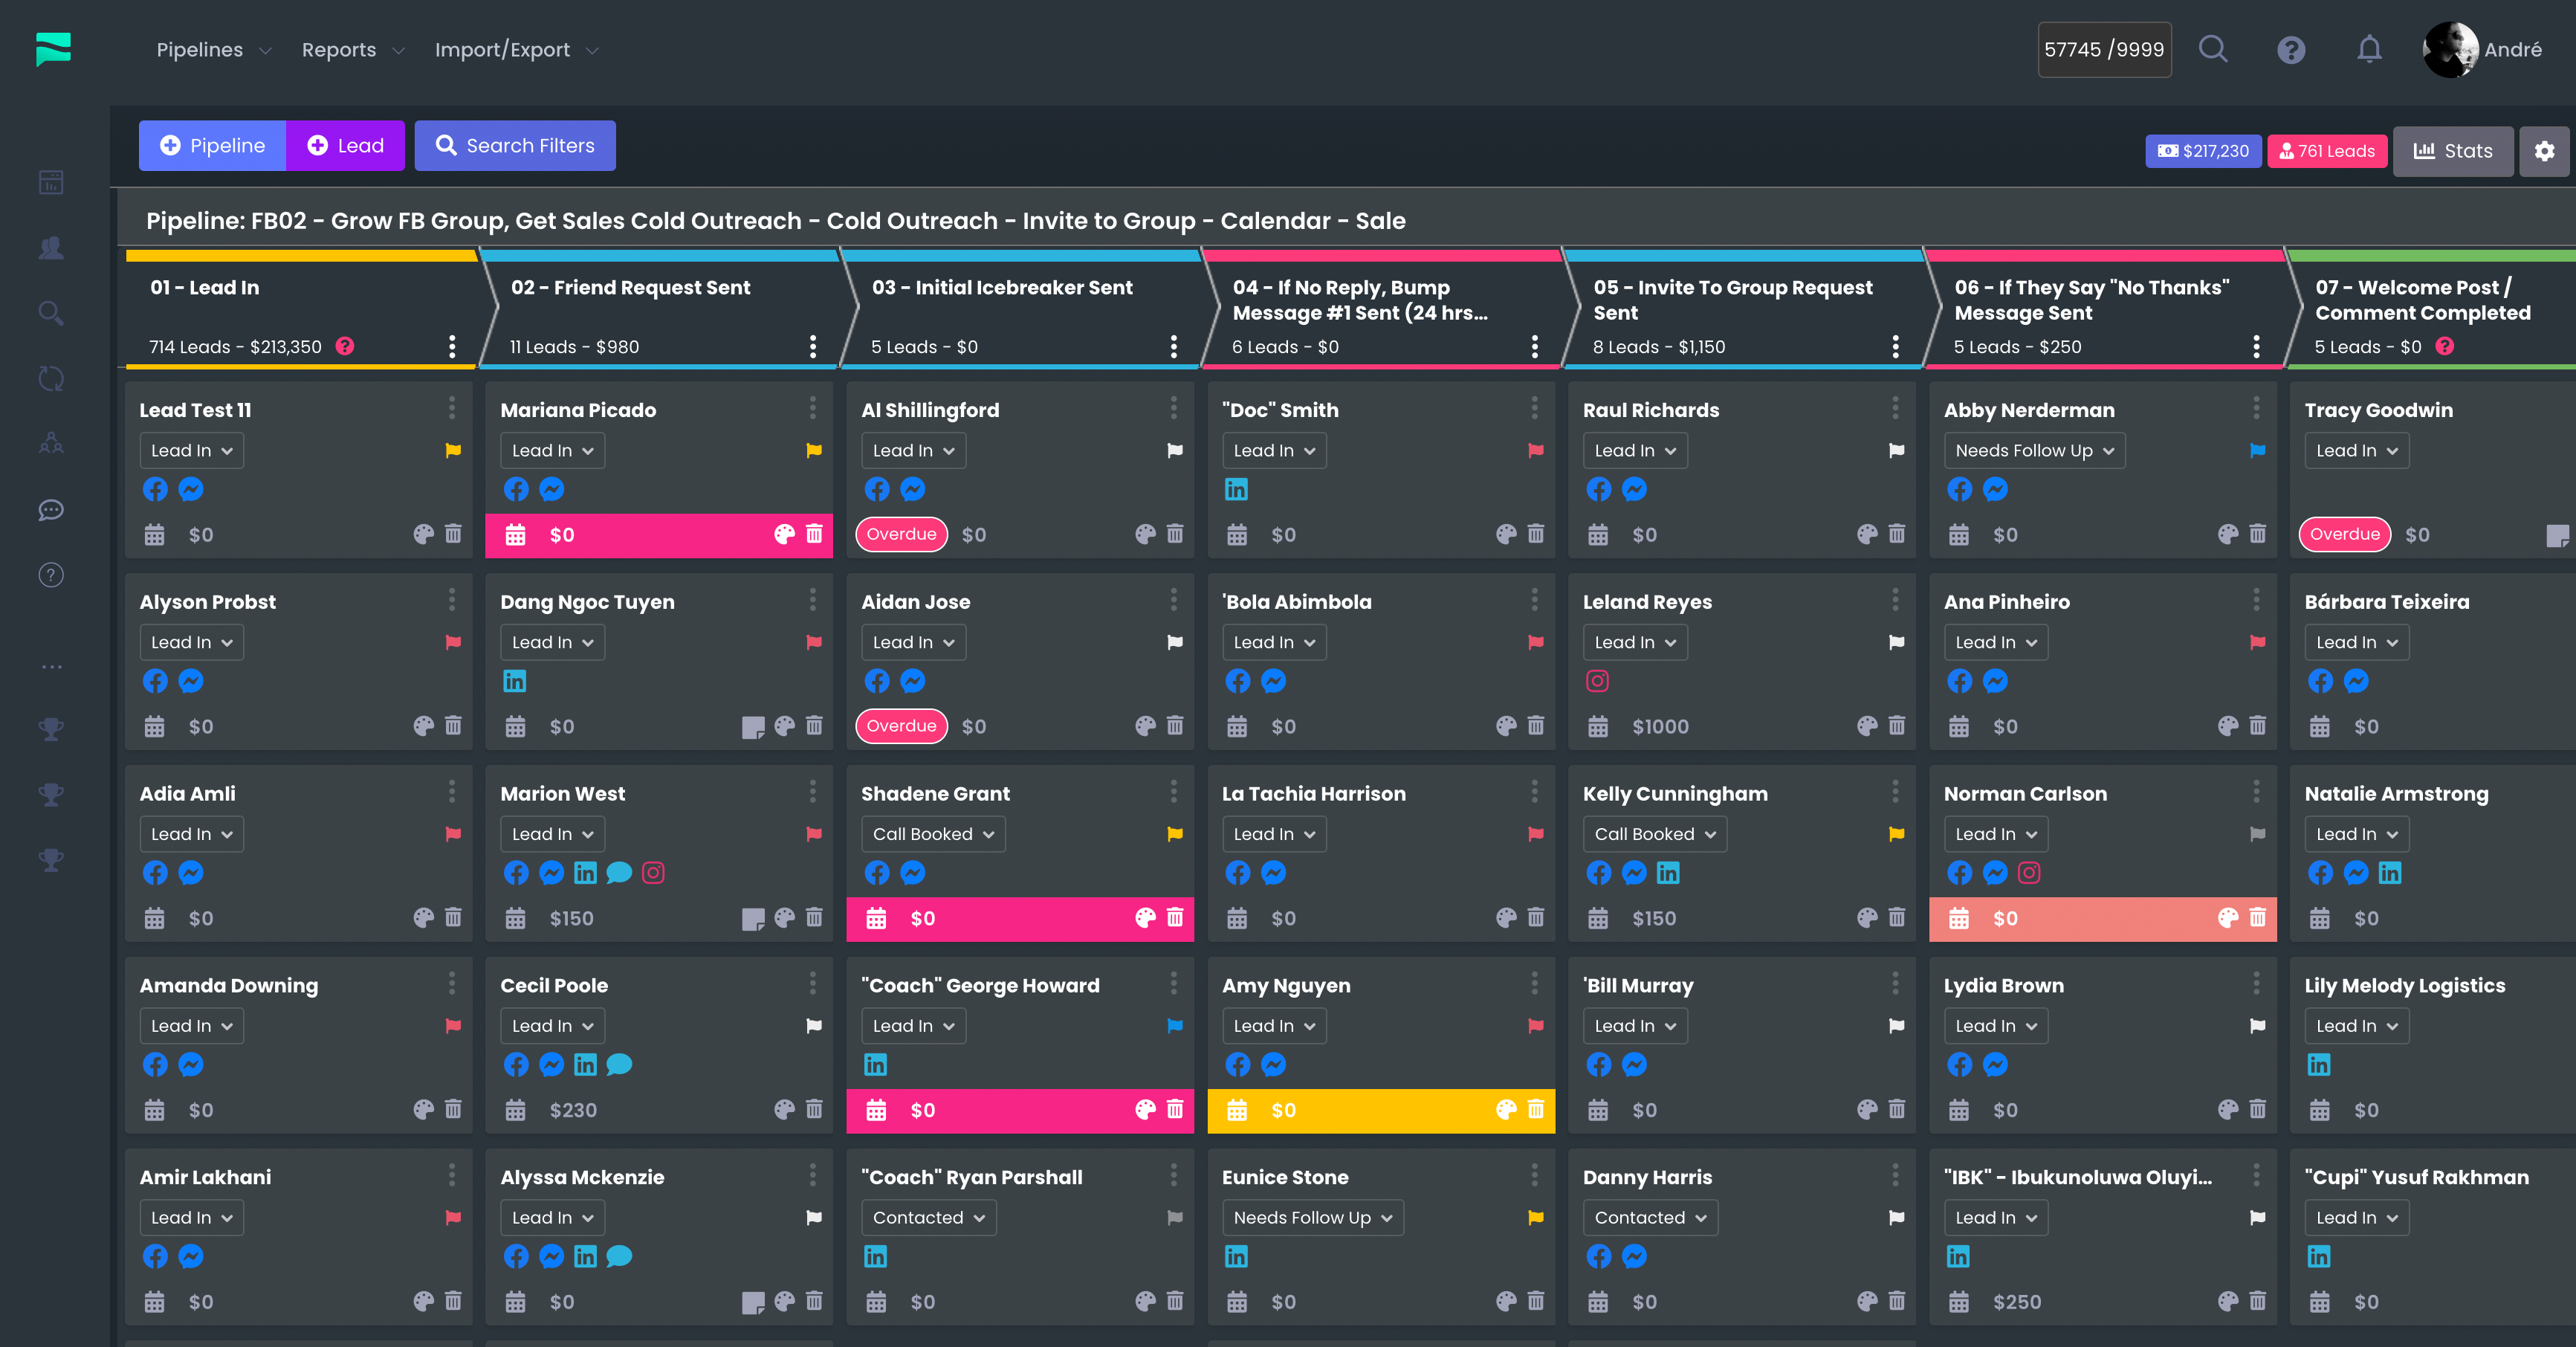 Pipelines Reports Import/Export 57745 /9999 André
Pipeline Lead Search Filters $217,230 761 Leads Stats
Pipeline: FB02 - Grow FB Group, Get Sales Cold Outreach - Cold Outreach - Invite to Group - Calendar - Sale
01 - Lead In
714 Leads - $213,350
02 - Friend Request Sent
11 Leads - $980
03 - Initial Icebreaker Sent
5 Leads - $0
04 - If No Reply, Bump
Message #1 Sent (24 hrs...
6 Leads - $0
05 - Invite To Group Request
Sent
8 Leads - $1,150
06 - If They Say "No Thanks"
Message Sent
5 Leads - $250
07 - Welcome Post /
Comment Completed
5 Leads - $0
Lead Test 11
Lead In
$0
Alyson Probst
Lead In
$0
Adia Amli
Lead In
$0
Amanda Downing
Lead In
$0
Amir Lakhani
Lead In
$0
Mariana Picado
Lead In
$0
Dang Ngoc Tuyen
Lead In
$0
Marion West
Lead In
$150
Cecil Poole
Lead In
$230
Alyssa Mckenzie
Lead In
$0
Al Shillingford
Lead In
Overdue $0
Aidan Jose
Lead In
Overdue $0
Shadene Grant
Call Booked
$0
"Coach" George Howard
Lead In
$0
"Coach" Ryan Parshall
Contacted
$0
"Doc" Smith
Lead In
$0
'Bola Abimbola
Lead In
$0
La Tachia Harrison
Lead In
$0
Amy Nguyen
Lead In
$0
Eunice Stone
Needs Follow Up
$0
Raul Richards
Lead In
$0
Leland Reyes
Lead In
$1000
Kelly Cunningham
Call Booked
$150
'Bill Murray
Lead In
$0
Danny Harris
Contacted
$0
Abby Nerderman
Needs Follow Up
$0
Ana Pinheiro
Lead In
$0
Norman Carlson
Lead In
$0
Lydia Brown
Lead In
$0
"IBK" - Ibukunoluwa Oluyi...
Lead In
$250
Tracy Goodwin
Lead In
Overdue $0
Bárbara Teixeira
Lead In
$0
Natalie Armstrong
Lead In
$0
Lily Melody Logistics
Lead In
$0
"Cupi" Yusuf Rakhman
Lead In
$0